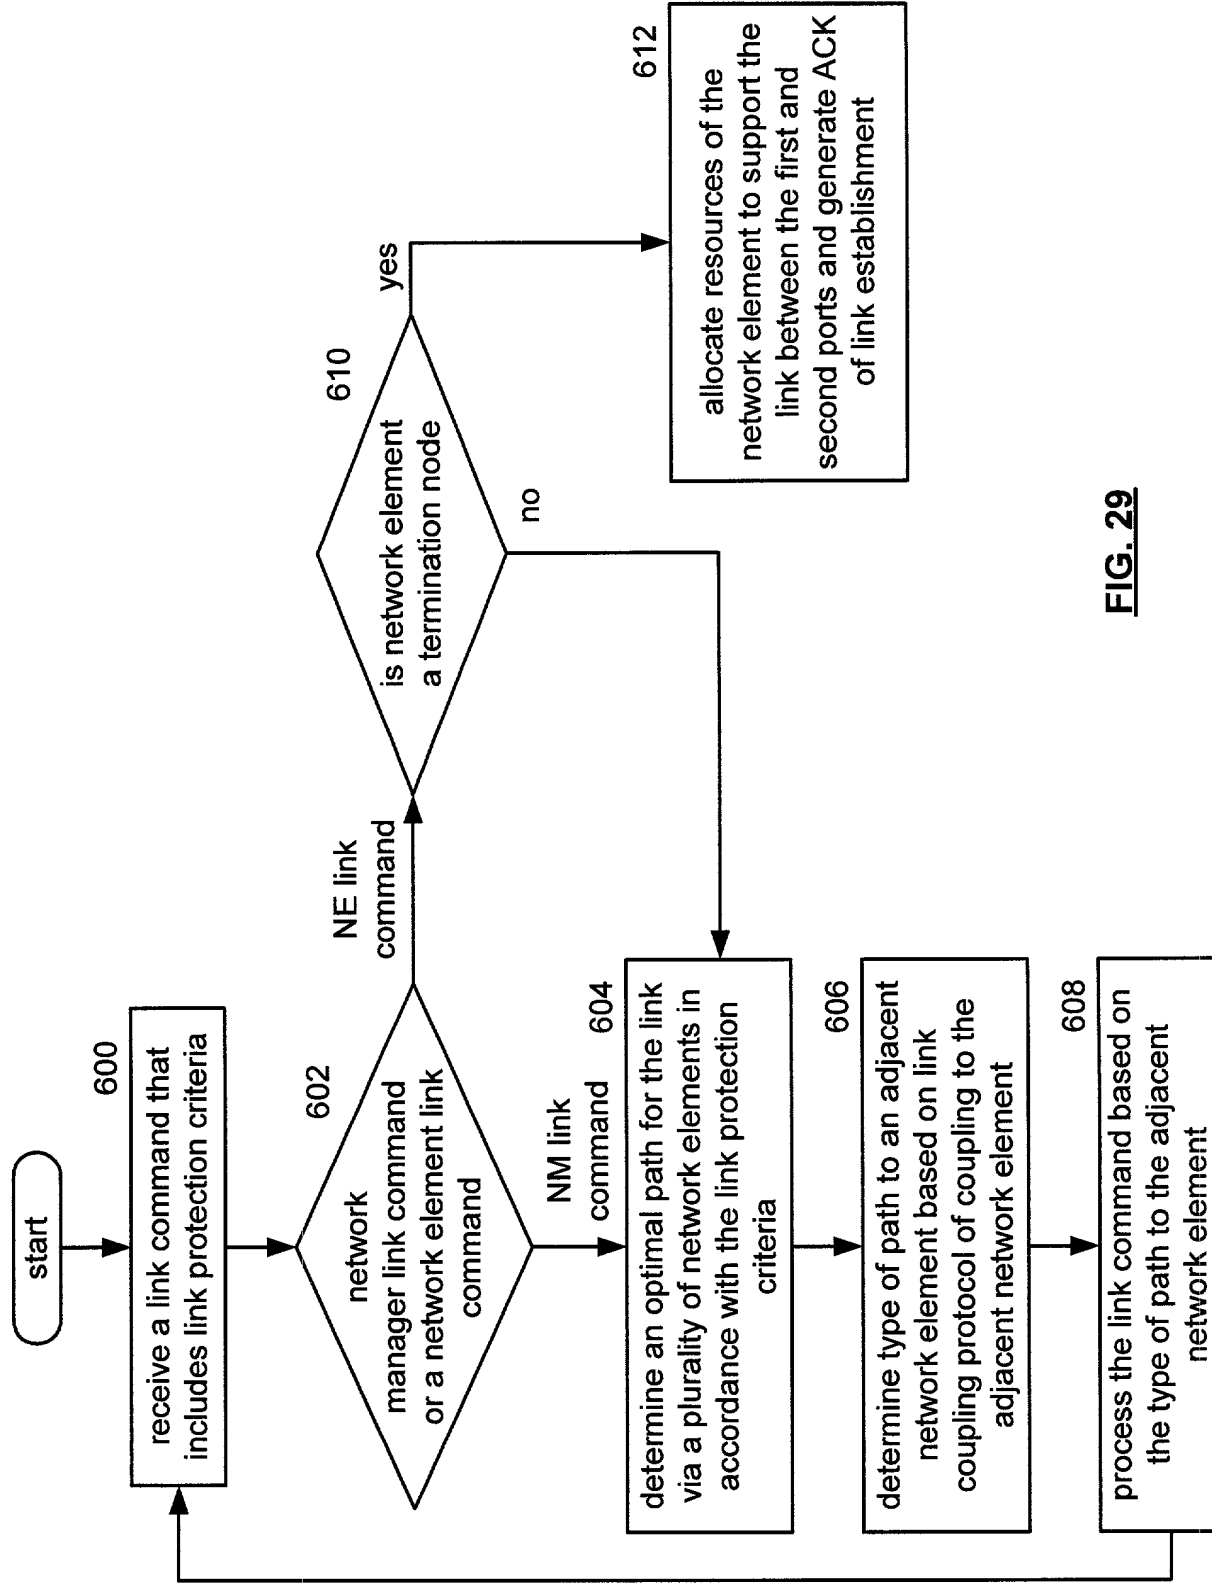 start
600
receive a link command that
includes link protection criteria
602
network
manager link command
or a network element link
command
NE link
command
610
is network element
a termination node
yes
no
612
allocate resources of the
network element to support the
link between the first and
second ports and generate ACK
of link establishment
NM link
command
604
determine an optimal path for the link
via a plurality of network elements in
accordance with the link protection
criteria
606
determine type of path to an adjacent
network element based on link
coupling protocol of coupling to the
adjacent network element
608
process the link command based on
the type of path to the adjacent
network element
FIG. 29